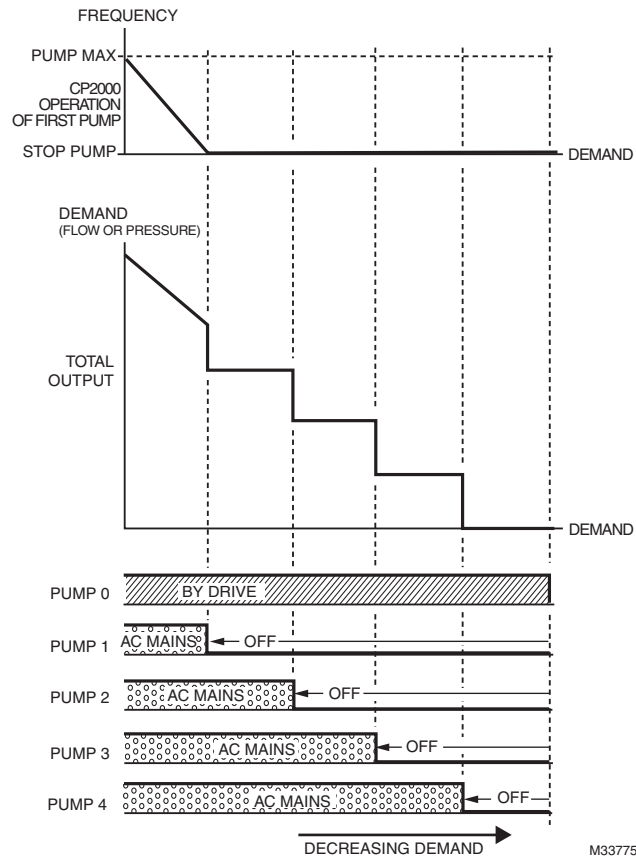 FREQUENCY
PUMP MAX
CP2000
OPERATION
OF FIRST PUMP
STOP PUMP
DEMAND
DEMAND
(FLOW OR PRESSURE)
TOTAL
OUTPUT
DEMAND
PUMP 0
BY DRIVE
PUMP 1
AC MAINS
OFF
PUMP 2
AC MAINS
OFF
PUMP 3
AC MAINS
OFF
PUMP 4
AC MAINS
OFF
DECREASING DEMAND
M33775